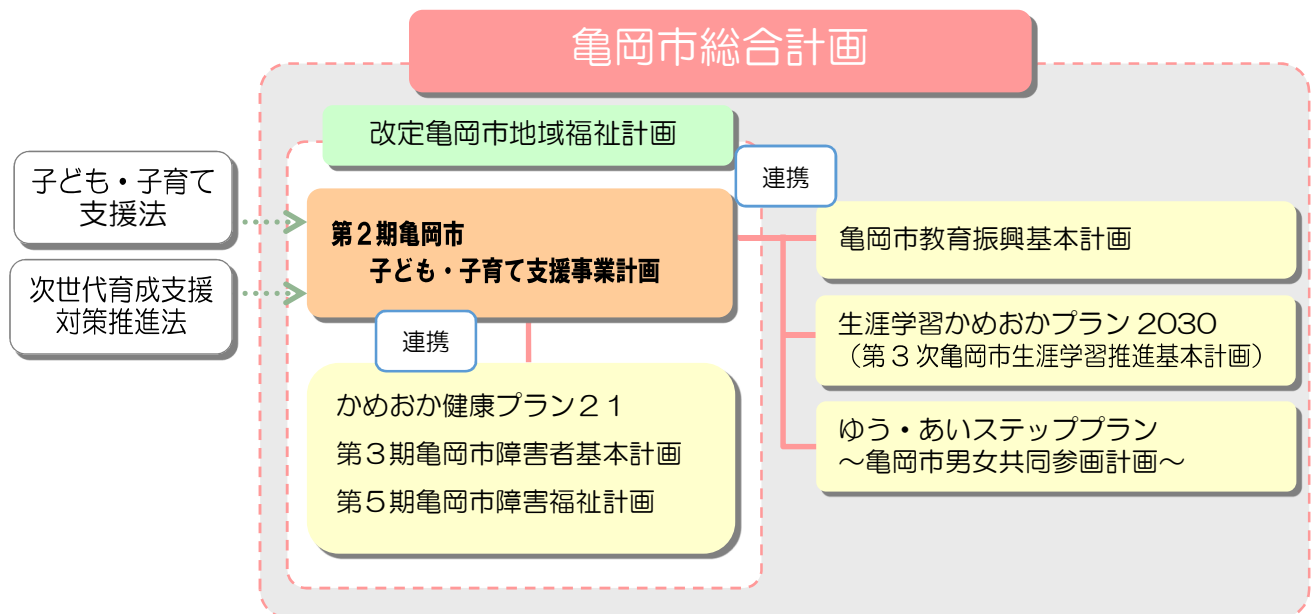 亀岡市総合計画
改定亀岡市地域福祉計画
子ども・子育て
支援法
次世代育成支援
対策推進法
第2期亀岡市
子ども・子育て支援事業計画
連携
かめおか健康プラン21
第3期亀岡市障害者基本計画
第5期亀岡市障害福祉計画
連携
亀岡市教育振興基本計画
生涯学習かめおかプラン 2030
（第3次亀岡市生涯学習推進基本計画）
ゆう・あいステッププラン
～亀岡市男女共同参画計画～